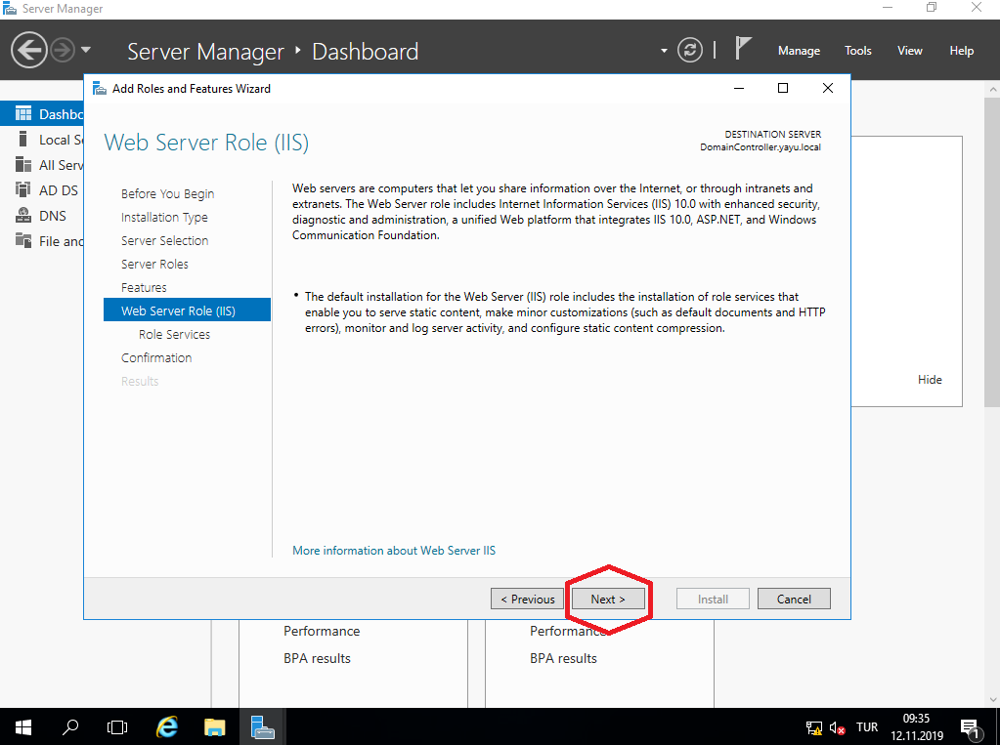 Server Manager
Server Manager
Dashboard
Manage
Tools
View
Help
Add Roles and Features Wizard
Web Server Role (IIS)
DESTINATION SERVER
DomainController.yayu.local
Dashbo
Local Se
All Serv
AD DS
DNS
File and
Before You Begin
Installation Type
Server Selection
Server Roles
Features
Web Server Role (IIS)
Role Services
Confirmation
Results
Web servers are computers that let you share information over the Internet, or through intranets and
extranets. The Web Server role includes Internet Information Services (IIS) 10.0 with enhanced security,
diagnostic and administration, a unified Web platform that integrates IIS 10.0, ASP.NET, and Windows
Communication Foundation.
• The default installation for the Web Server (IIS) role includes the installation of role services that
enable you to serve static content, make minor customizations (such as default documents and HTTP
errors), monitor and log server activity, and configure static content compression.
More information about Web Server IIS
Hide
< Previous
Next >
Install
Cancel
Performance
BPA results
Performance
BPA results
TUR
09:35
12.11.2019
1